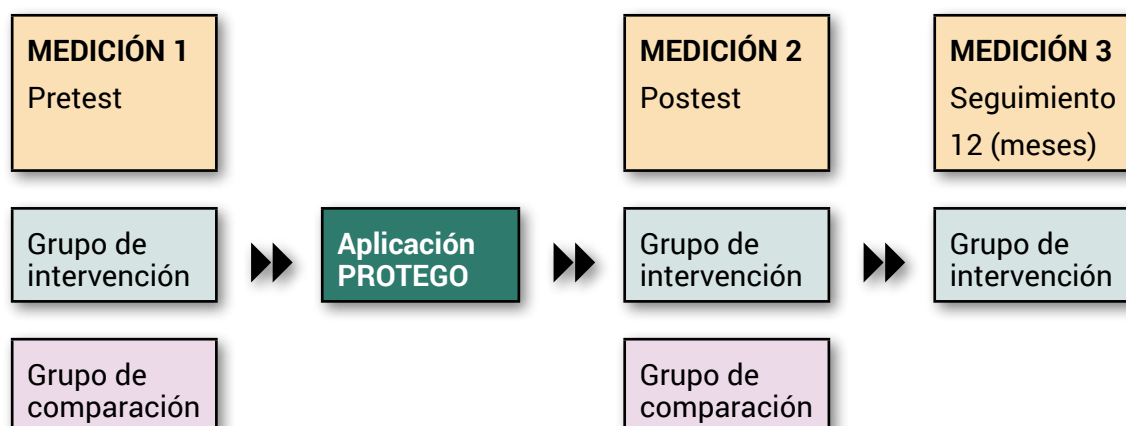 MEDICIÓN 1
Pretest
MEDICIÓN 2
Postest
MEDICIÓN 3
Seguimiento
12 (meses)
Grupo de
intervención
Aplicación
PROTEGO
Grupo de
intervención
Grupo de
intervención
Grupo de
comparación
Grupo de
comparación